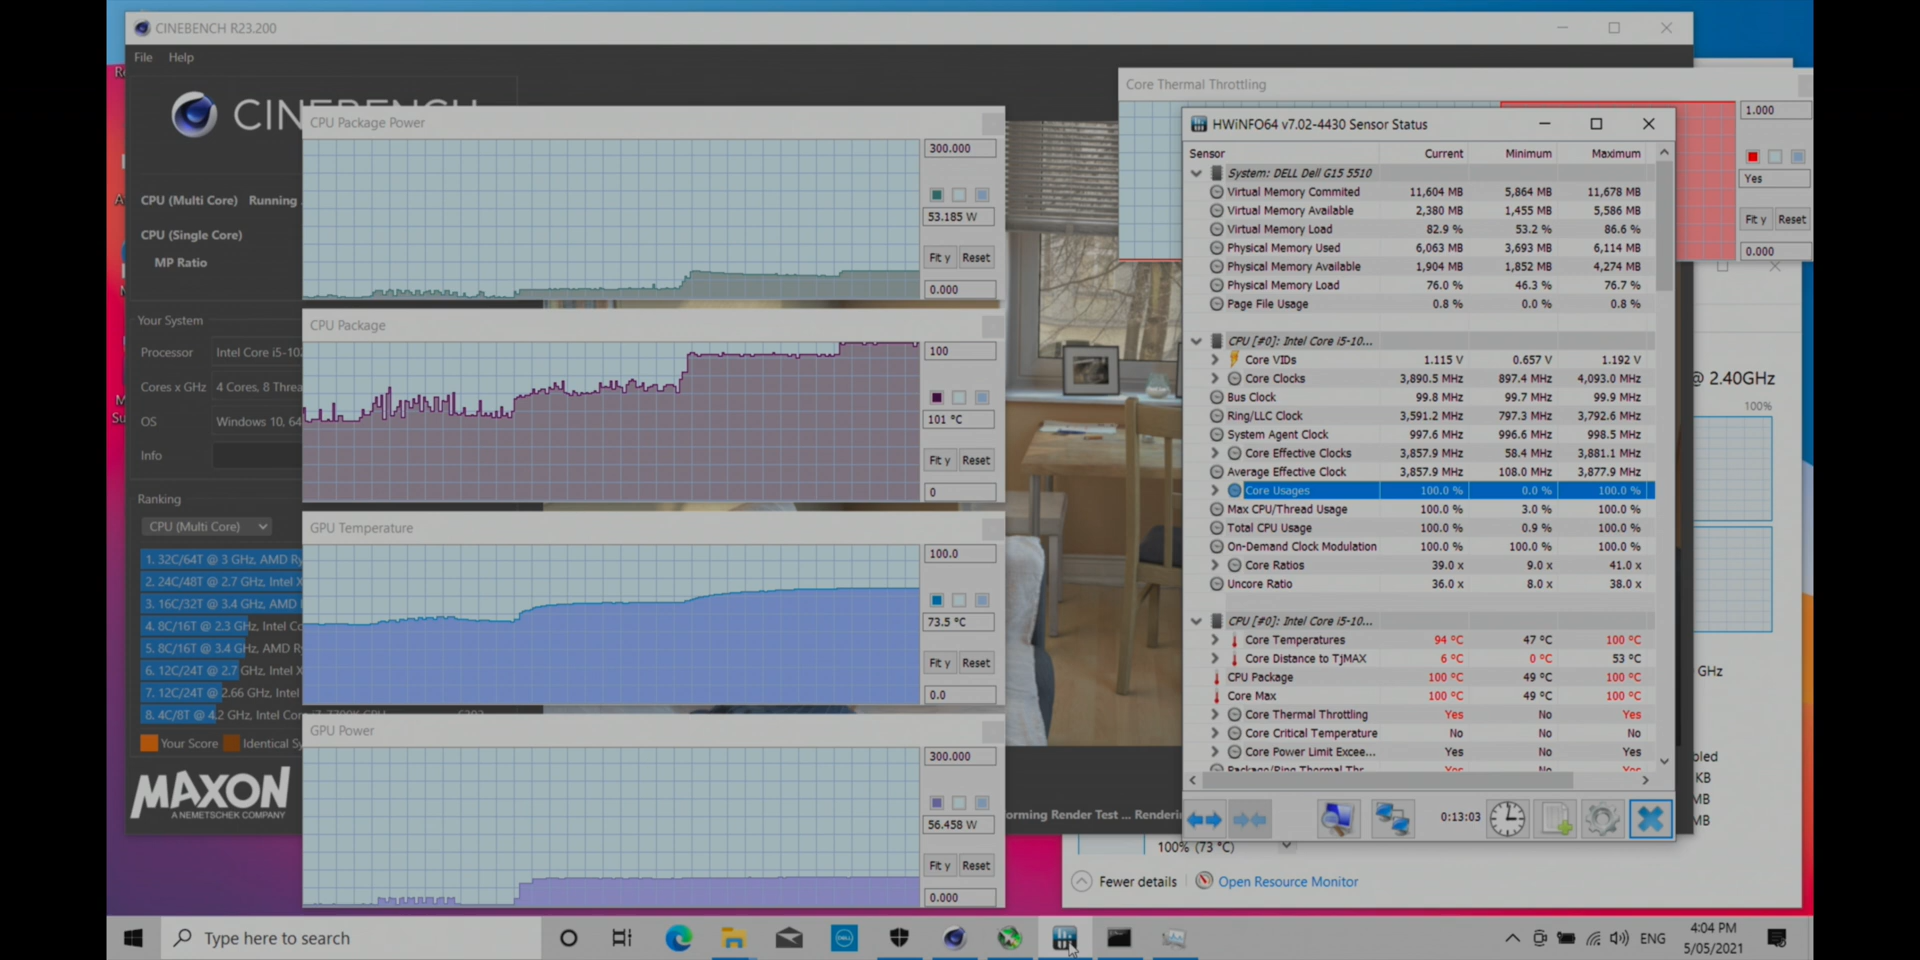 CINEBENCH R23.200
File Help
CINEBENCH
CPU (Multi Core) Running
CPU (Single Core)
MP Ratio
Your System
Processor Intel Core i5-10
Cores x GHz 4 Cores, 8 Threa
OS Windows 10, 64
Info
Ranking
CPU (Multi Core)
1. 32C/64T @ 3 GHz, AMD Ry
2. 24C/48T @ 2.7 GHz, Intel X
3. 16C/32T @ 3.4 GHz, AMD
4. 8C/16T @ 2.3 GHz, Intel Co
5. 8C/16T @ 3.4 GHz, AMD Ry
6. 12C/24T @ 2.7 GHz, Intel X
7. 12C/24T @ 2.66 GHz, Intel
8. 4C/8T @ 4.2 GHz, Intel Cor
Your Score Identical Sy
MAXON
A NEMETSCHEK COMPANY
CPU Package Power
300.000
53.185 W
Fit y Reset
0.000
CPU Package
100
101 °C
Fit y Reset
0
GPU Temperature
100.0
73.5 °C
Fit y Reset
0.0
GPU Power
300.000
56.458 W
Fit y Reset
0.000
orming Render Test ... Renderi
Core Thermal Throttling
1.000
Yes
Fit y Reset
0.000
HWiNFO64 v7.02-4430 Sensor Status
Sensor Current Minimum Maximum
System: DELL Dell G15 5510
Virtual Memory Commited 11,604 MB 5,864 MB 11,678 MB
Virtual Memory Available 2,380 MB 1,455 MB 5,586 MB
Virtual Memory Load 82.9 % 53.2 % 86.6 %
Physical Memory Used 6,063 MB 3,693 MB 6,114 MB
Physical Memory Available 1,904 MB 1,852 MB 4,274 MB
Physical Memory Load 76.0 % 46.3 % 76.7 %
Page File Usage 0.8 % 0.0 % 0.8 %
CPU [#0]: Intel Core i5-10...
Core VIDs 1.115 V 0.657 V 1.192 V
Core Clocks 3,890.5 MHz 897.4 MHz 4,093.0 MHz
Bus Clock 99.8 MHz 99.7 MHz 99.9 MHz
Ring/LLC Clock 3,591.2 MHz 797.3 MHz 3,792.6 MHz
System Agent Clock 997.6 MHz 996.6 MHz 998.5 MHz
Core Effective Clocks 3,857.9 MHz 58.4 MHz 3,881.1 MHz
Average Effective Clock 3,857.9 MHz 108.0 MHz 3,877.9 MHz
Core Usages 100.0 % 0.0 % 100.0 %
Max CPU/Thread Usage 100.0 % 3.0 % 100.0 %
Total CPU Usage 100.0 % 0.9 % 100.0 %
On-Demand Clock Modulation 100.0 % 100.0 % 100.0 %
Core Ratios 39.0 x 9.0 x 41.0 x
Uncore Ratio 36.0 x 8.0 x 38.0 x
CPU [#0]: Intel Core i5-10...
Core Temperatures 94 °C 47 °C 100 °C
Core Distance to TjMAX 6 °C 0 °C 53 °C
CPU Package 100 °C 49 °C 100 °C
Core Max 100 °C 49 °C 100 °C
Core Thermal Throttling Yes No Yes
Core Critical Temperature No No No
Core Power Limit Excee... Yes No Yes
Package/Ring Thermal Thr Yes No Yes
0:13:03
@ 2.40GHz
100%
GHz
bled
KB
MB
MB
100% (73 °C)
Fewer details Open Resource Monitor
Type here to search
DELL
ENG
4:04 PM
5/05/2021